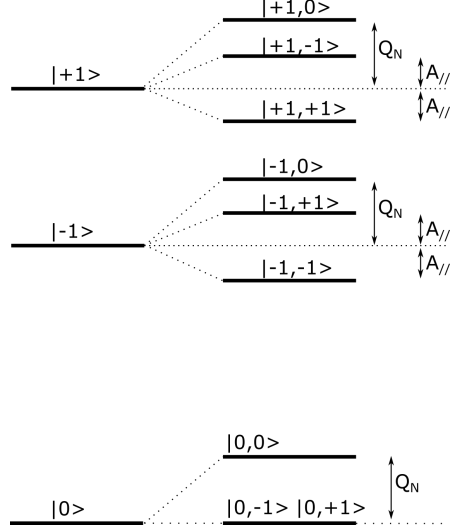 |+1,0>
Q_N
|+1,-1>
A_//
|+1>
A_//
|+1,+1>
|-1,0>
Q_N
|-1,+1>
A_//
|-1>
A_//
|-1,-1>
|0,0>
Q_N
|0> |0,-1> |0,+1>